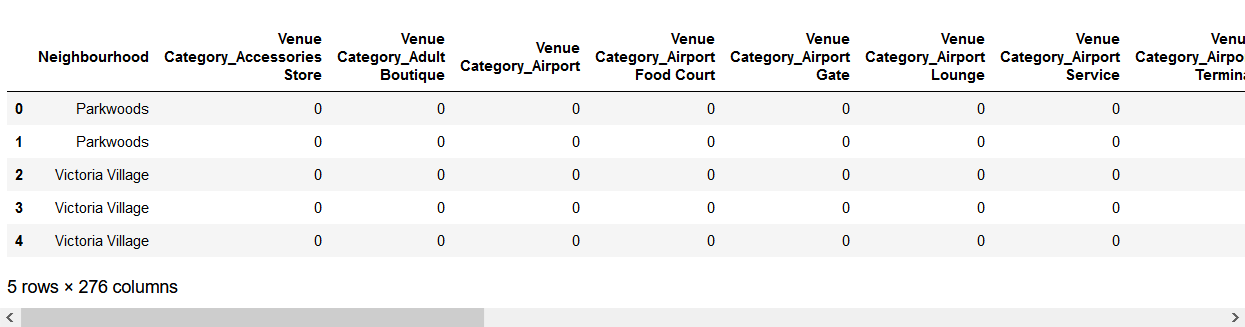 Neighbourhood Venue Category_Accessories Store Venue Category_Adult Boutique Venue Category_Airport Venue Category_Airport Food Court Venue Category_Airport Gate Venue Category_Airport Lounge Venue Category_Airport Service
0 Parkwoods 0 0 0 0 0 0 0
1 Parkwoods 0 0 0 0 0 0 0
2 Victoria Village 0 0 0 0 0 0 0
3 Victoria Village 0 0 0 0 0 0 0
4 Victoria Village 0 0 0 0 0 0 0
5 rows × 276 columns